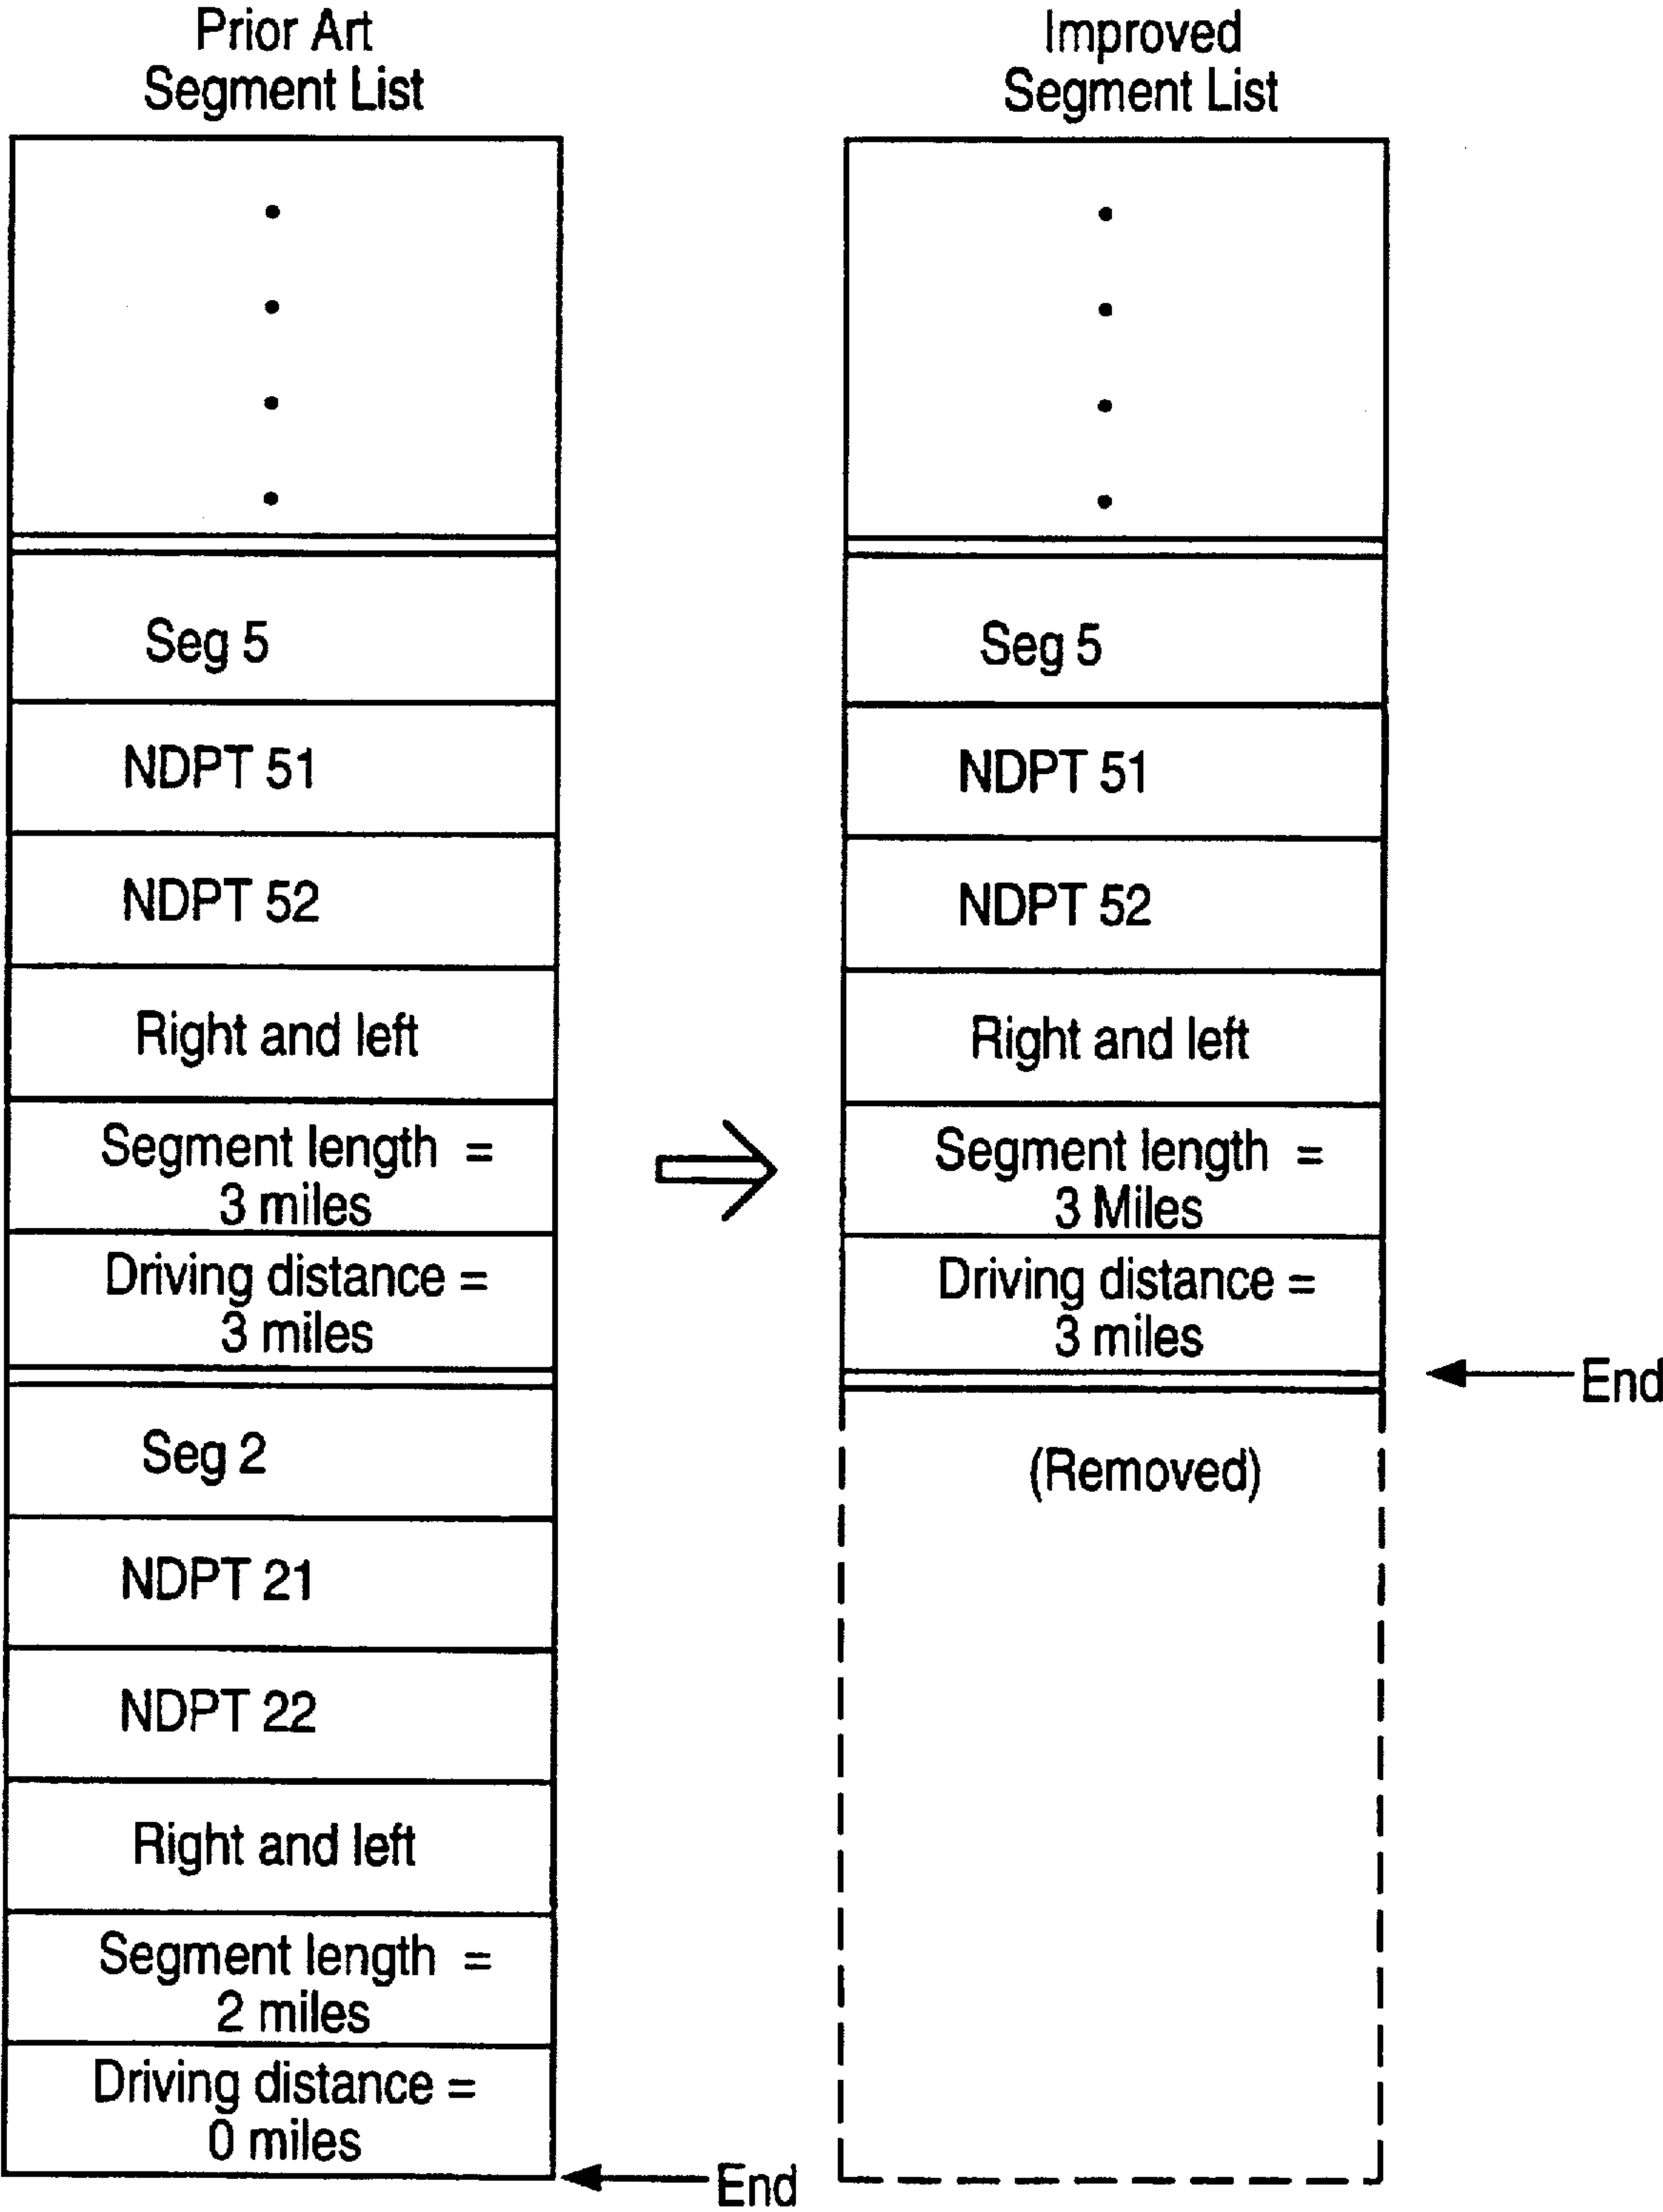 Prior Art
Segment List
Seg 5
NDPT 51
NDPT 52
Right and left
Segment length =
3 miles
Driving distance =
3 miles
Seg 2
NDPT 21
NDPT 22
Right and left
Segment length =
2 miles
Driving distance =
0 miles
End
Improved
Segment List
Seg 5
NDPT 51
NDPT 52
Right and left
Segment length =
3 Miles
Driving distance =
3 miles
End
(Removed)